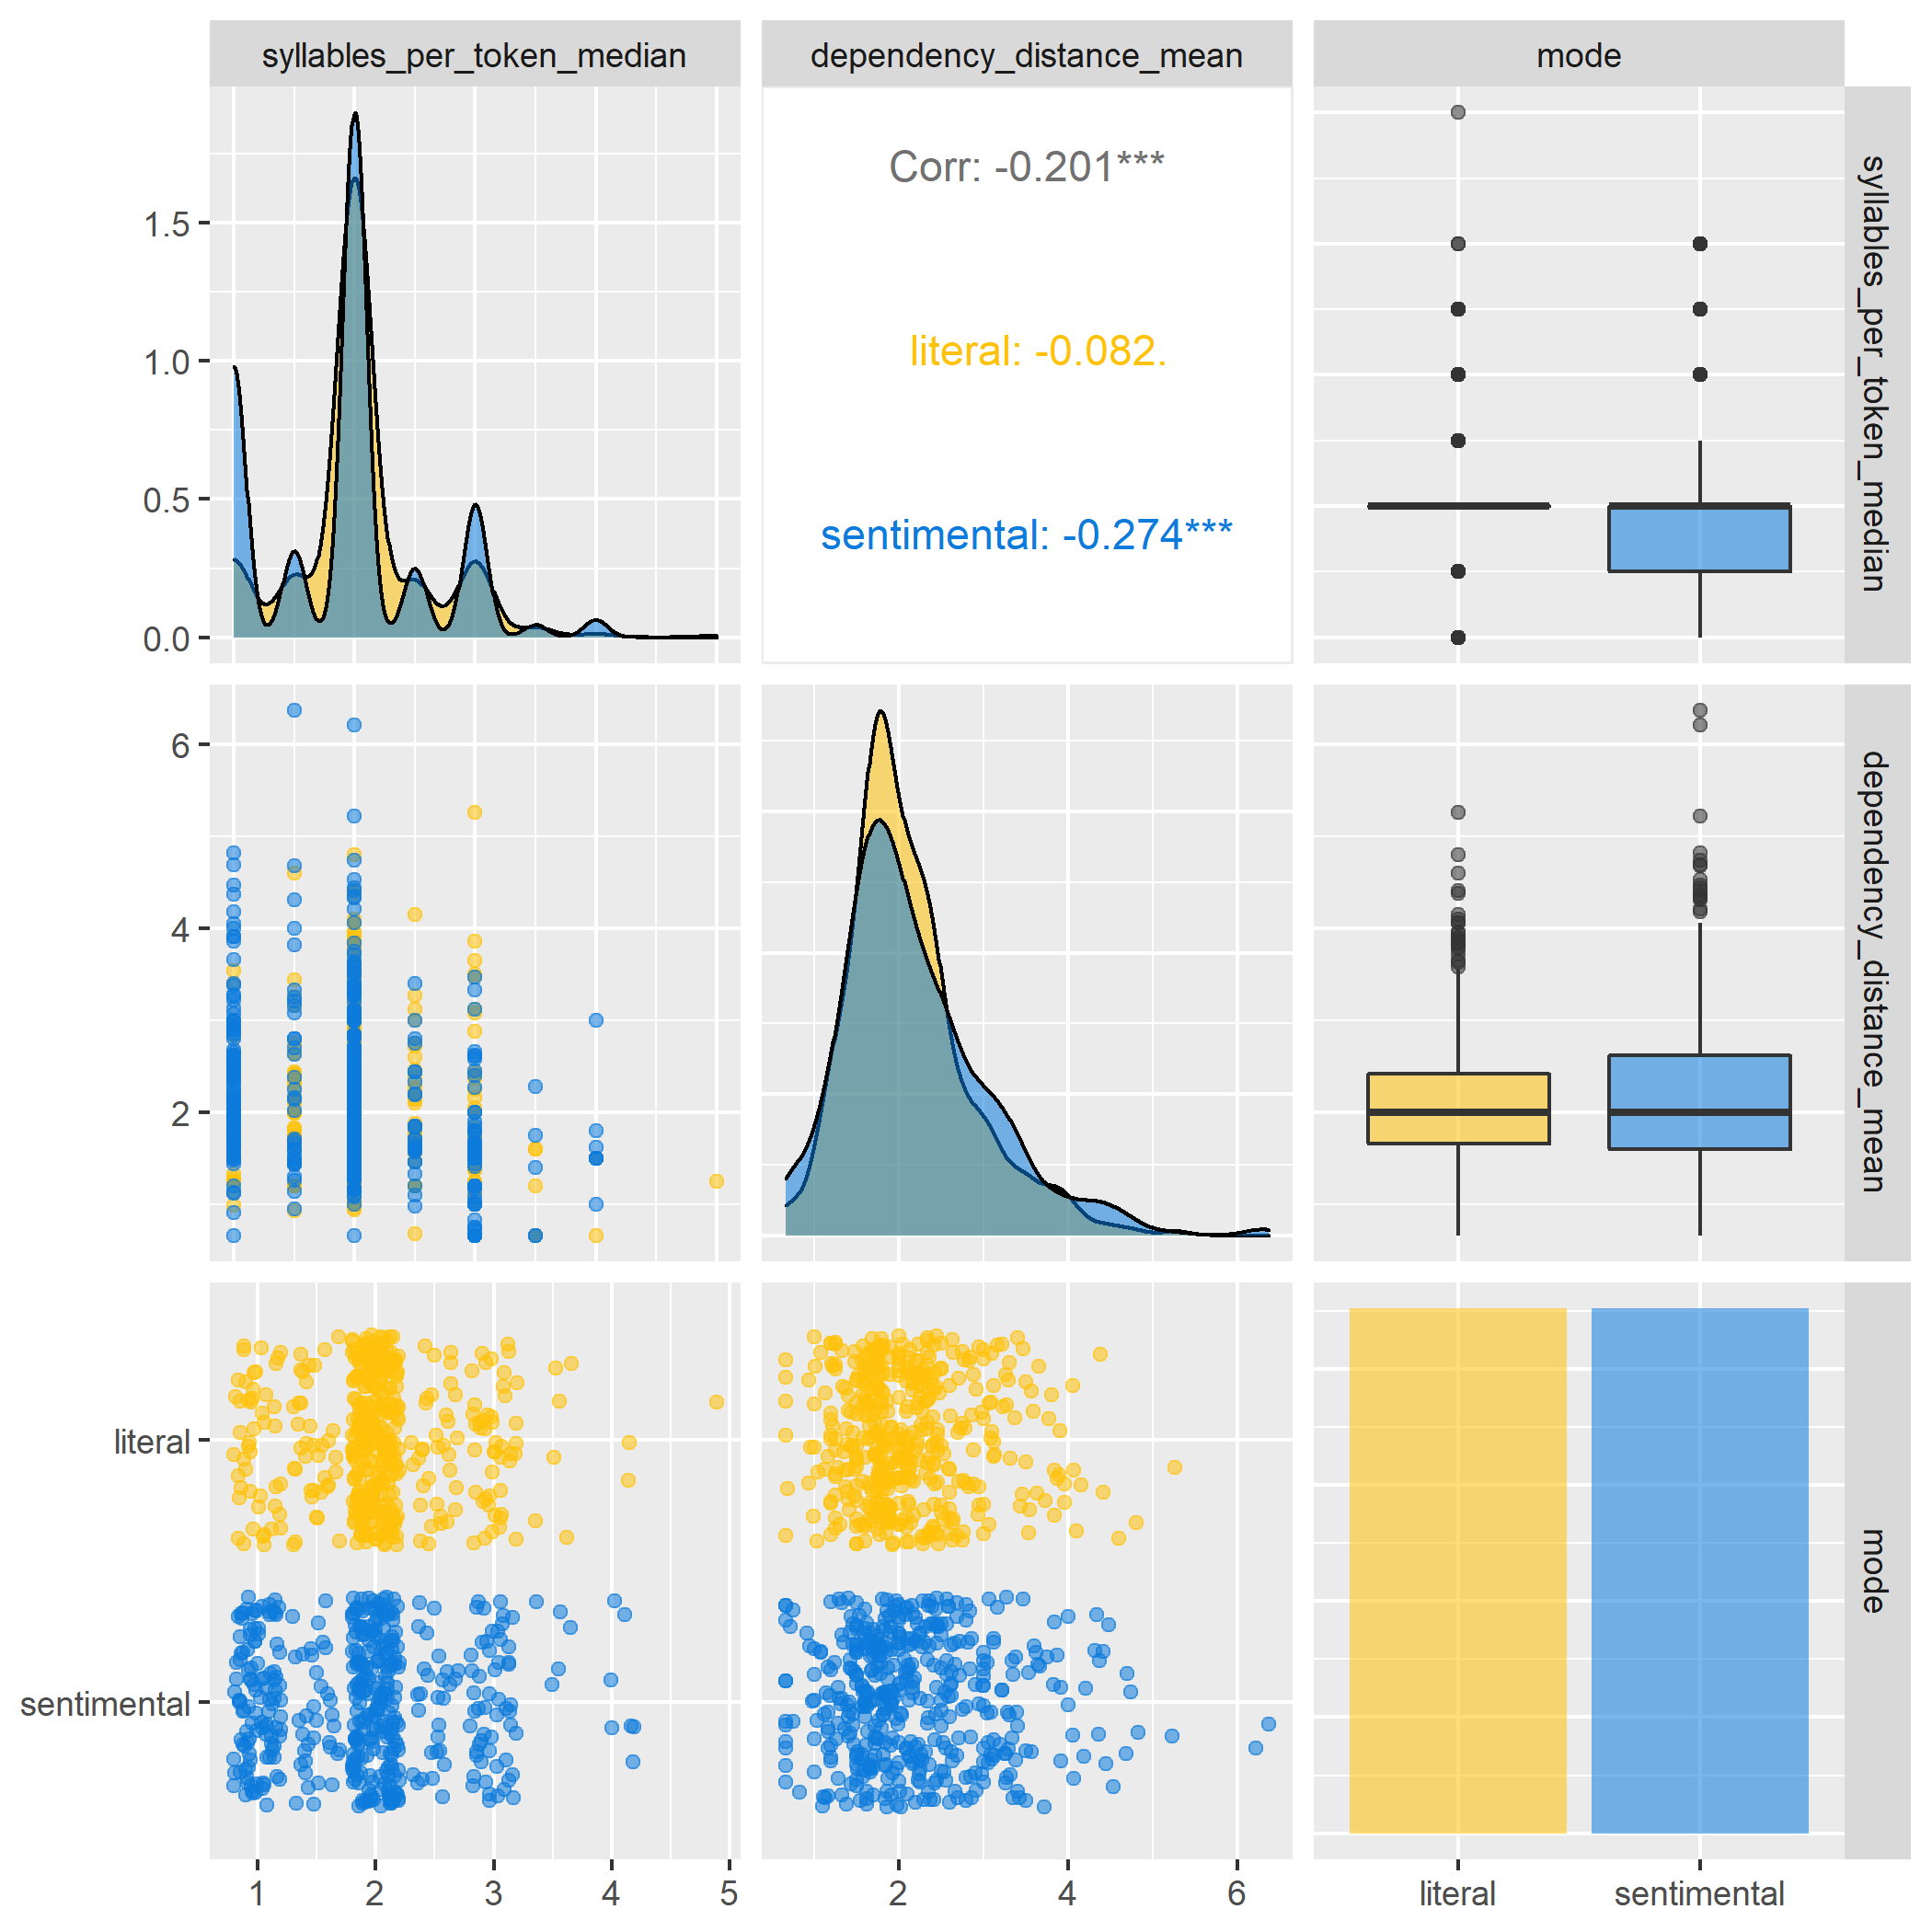 syllables_per_token_median dependency_distance_mean mode
1.5
1.0
0.5
0.0
Corr: -0.201***
literal: -0.082.
sentimental: -0.274***
syllables_per_token_median
6
4
2
dependency_distance_mean
literal
sentimental
mode
1 2 3 4 5
2 4 6
literal sentimental